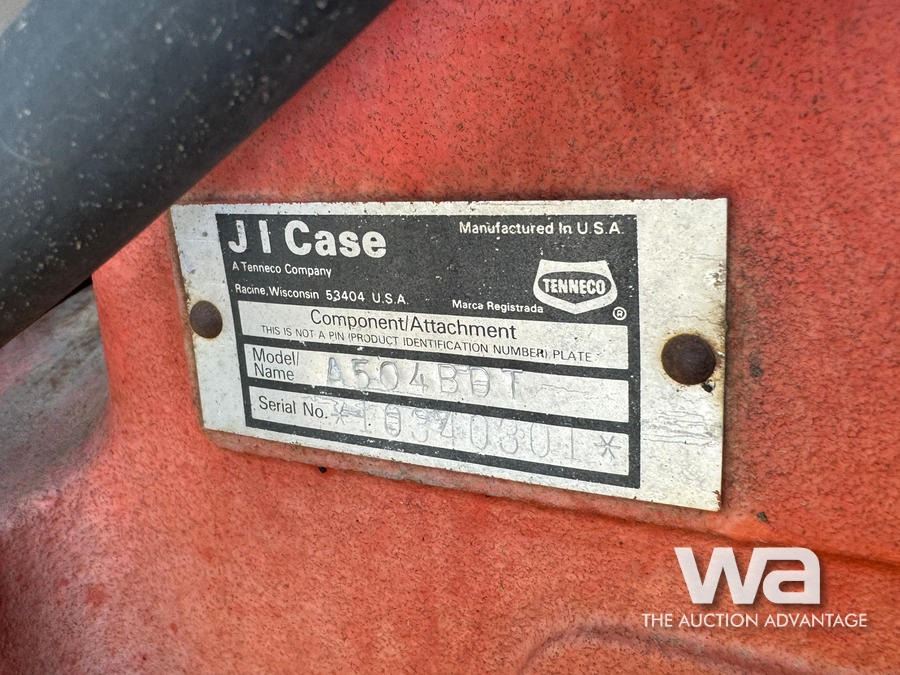 J I Case
Manufactured In U.S.A.
A Tenneco Company
Racine, Wisconsin 53404 U.S.A.
Marca Registrada
TENNECO
®
Component/Attachment
THIS IS NOT A PIN (PRODUCT IDENTIFICATION NUMBER) PLATE
Model/
Name A504BDT
Serial No. *10340301*
wa
THE AUCTION ADVANTAGE